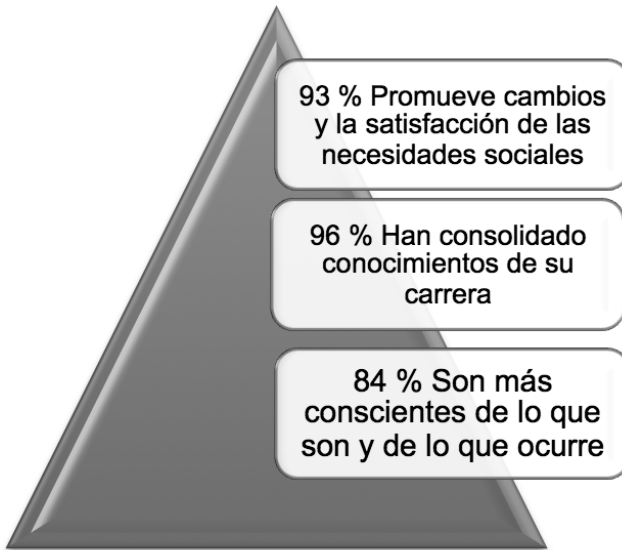 93 % Promueve cambios
y la satisfacción de las
necesidades sociales
96 % Han consolidado
conocimientos de su
carrera
84 % Son más
conscientes de lo que
son y de lo que ocurre